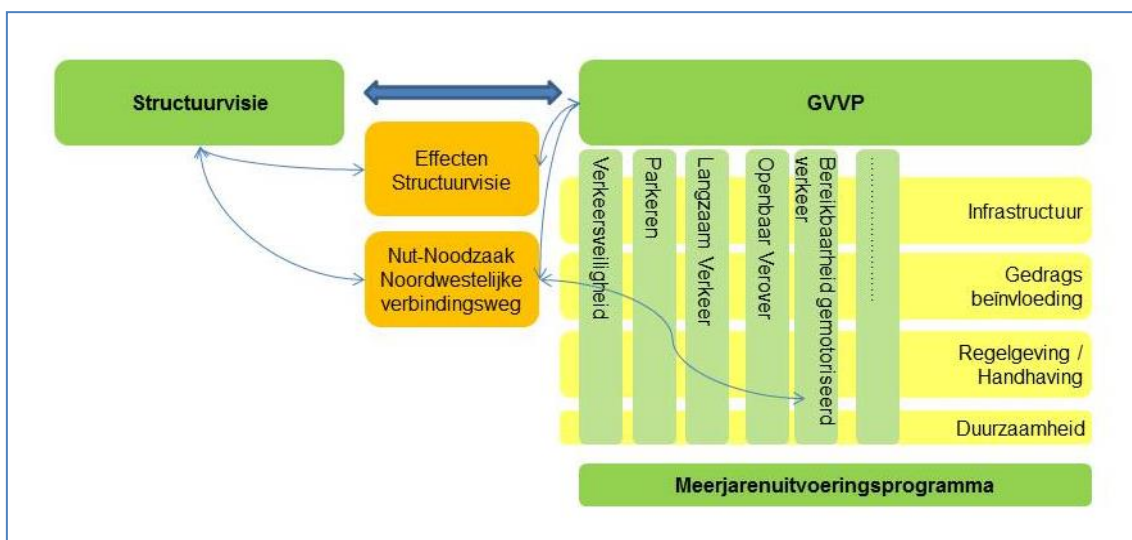 Structuurvisie
GVVP
Effecten
Structuurvisie
Nut-Noodzaak
Noordwestelijke
verbindingsweg
Verkeersveiligheid
Parkeren
Langzaam Verkeer
Openbaar Verover
Bereikbaarheid gemotoriseerd
verkeer
......................
Infrastructuur
Gedrags
beïnvloeding
Regelgeving /
Handhaving
Duurzaamheid
Meerjarenuitvoeringsprogramma